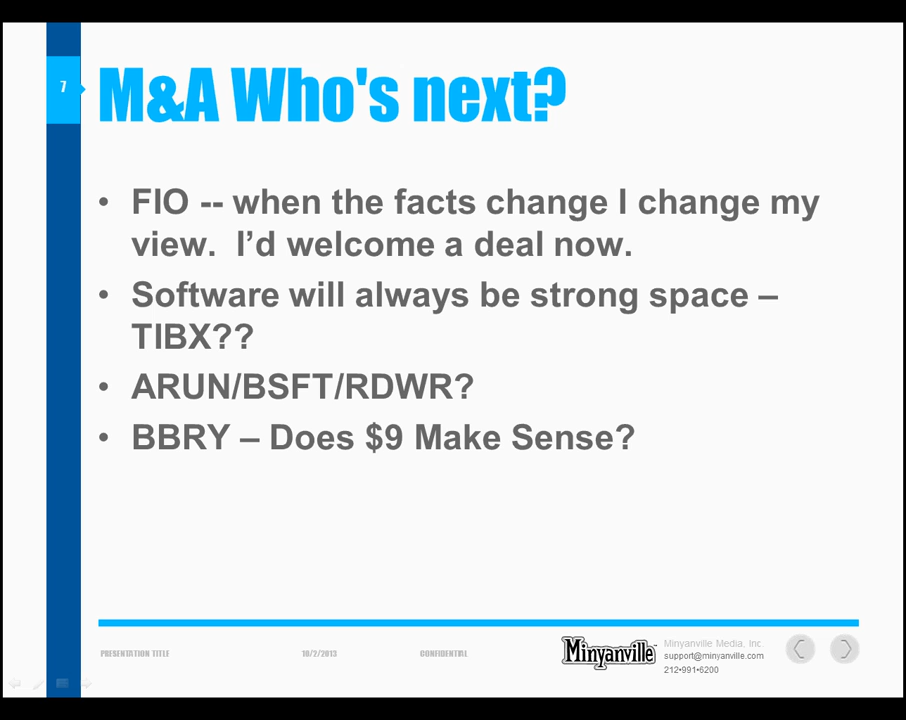 7
M&A Who's next?
• FIO -- when the facts change I change my
view.  I’d welcome a deal now.
• Software will always be strong space –
TIBX??
• ARUN/BSFT/RDWR?
• BBRY – Does $9 Make Sense?
PRESENTATION TITLE
10/2/2013
CONFIDENTIAL
Minyanville
Minyanville Media, Inc.
support@minyanville.com
212•991•6200